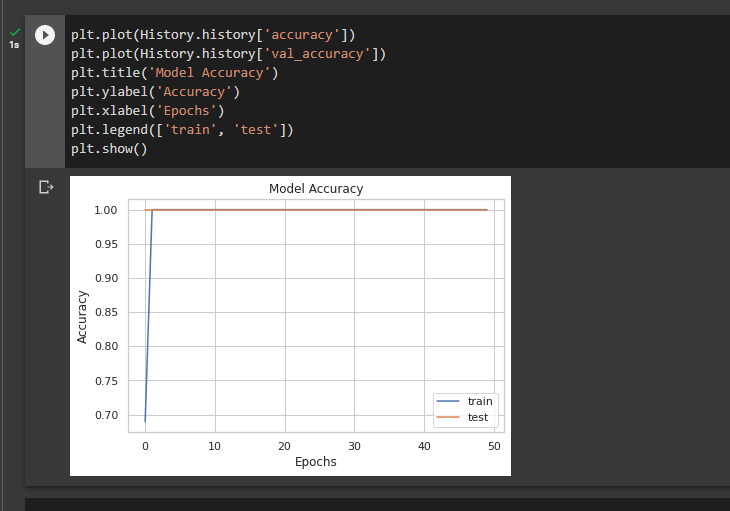 1s
plt.plot(History.history['accuracy'])
plt.plot(History.history['val_accuracy'])
plt.title('Model Accuracy')
plt.ylabel('Accuracy')
plt.xlabel('Epochs')
plt.legend(['train', 'test'])
plt.show()
Model Accuracy
1.00
0.95
0.90
0.85
0.80
0.75
0.70
Accuracy
train
test
0 10 20 30 40 50
Epochs